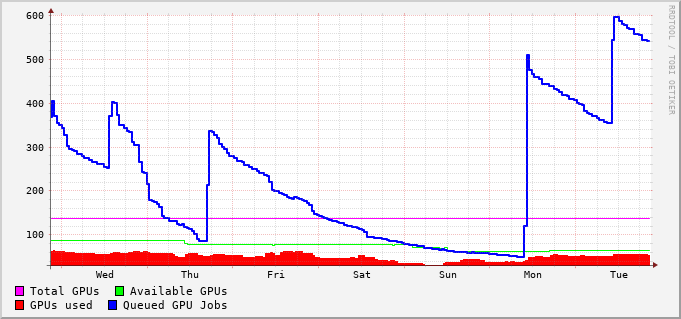 600
500
400
300
200
100
Wed Thu Fri Sat Sun Mon Tue
Total GPUs Available GPUs
GPUs used Queued GPU Jobs
RRDTOOL / TOBI OETIKER